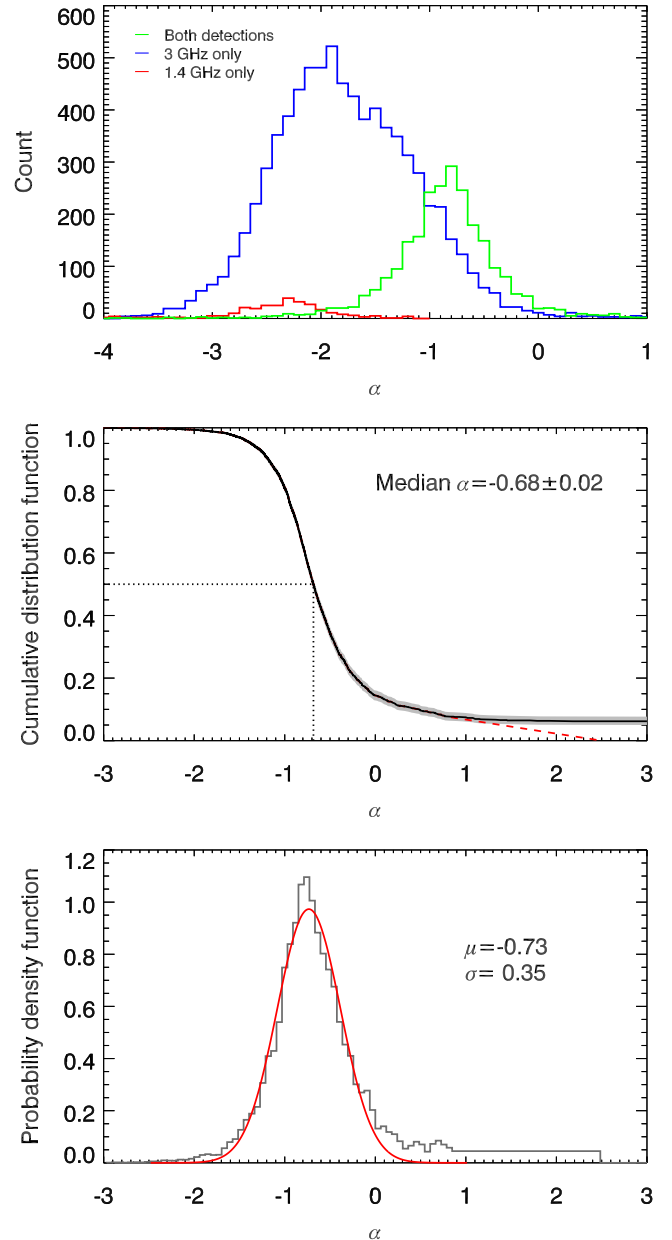 600
500
400
300
200
100
0
Count
Both detections
3 GHz only
1.4 GHz only
-4 -3 -2 -1 0 1
α
1.0
0.8
0.6
0.4
0.2
0.0
Cumulative distribution function
Median α=-0.68±0.02
-3 -2 -1 0 1 2 3
α
1.2
1.0
0.8
0.6
0.4
0.2
0.0
Probability density function
μ=-0.73
σ= 0.35
-3 -2 -1 0 1 2 3
α